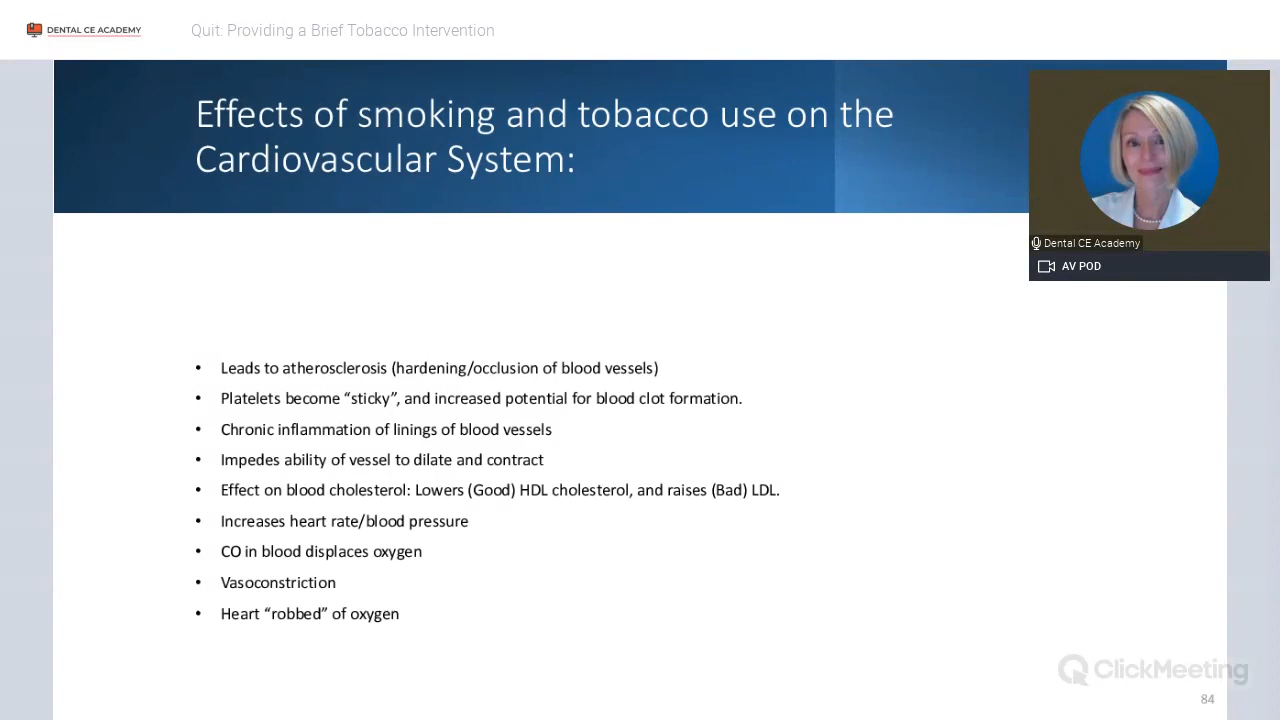 DENTAL CE ACADEMY
Quit: Providing a Brief Tobacco Intervention
Effects of smoking and tobacco use on the
Cardiovascular System:
Dental CE Academy
AV POD
• Leads to atherosclerosis (hardening/occlusion of blood vessels)
• Platelets become “sticky”, and increased potential for blood clot formation.
• Chronic inflammation of linings of blood vessels
• Impedes ability of vessel to dilate and contract
• Effect on blood cholesterol: Lowers (Good) HDL cholesterol, and raises (Bad) LDL.
• Increases heart rate/blood pressure
• CO in blood displaces oxygen
• Vasoconstriction
• Heart “robbed” of oxygen
ClickMeeting
84